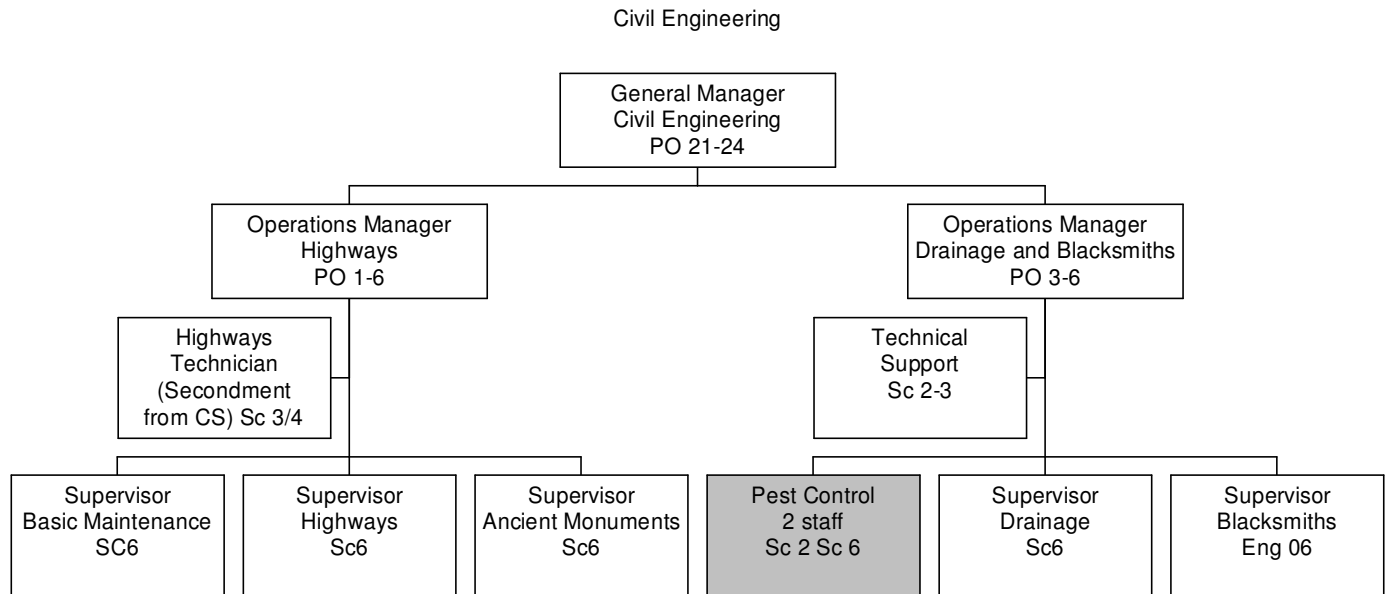 Civil Engineering
General Manager
Civil Engineering
PO 21-24
Operations Manager
Highways
PO 1-6
Operations Manager
Drainage and Blacksmiths
PO 3-6
Highways
Technician
(Secondment
from CS) Sc 3/4
Technical
Support
Sc 2-3
Supervisor
Basic Maintenance
SC6
Supervisor
Highways
Sc6
Supervisor
Ancient Monuments
Sc6
Pest Control
2 staff
Sc 2 Sc 6
Supervisor
Drainage
Sc6
Supervisor
Blacksmiths
Eng 06